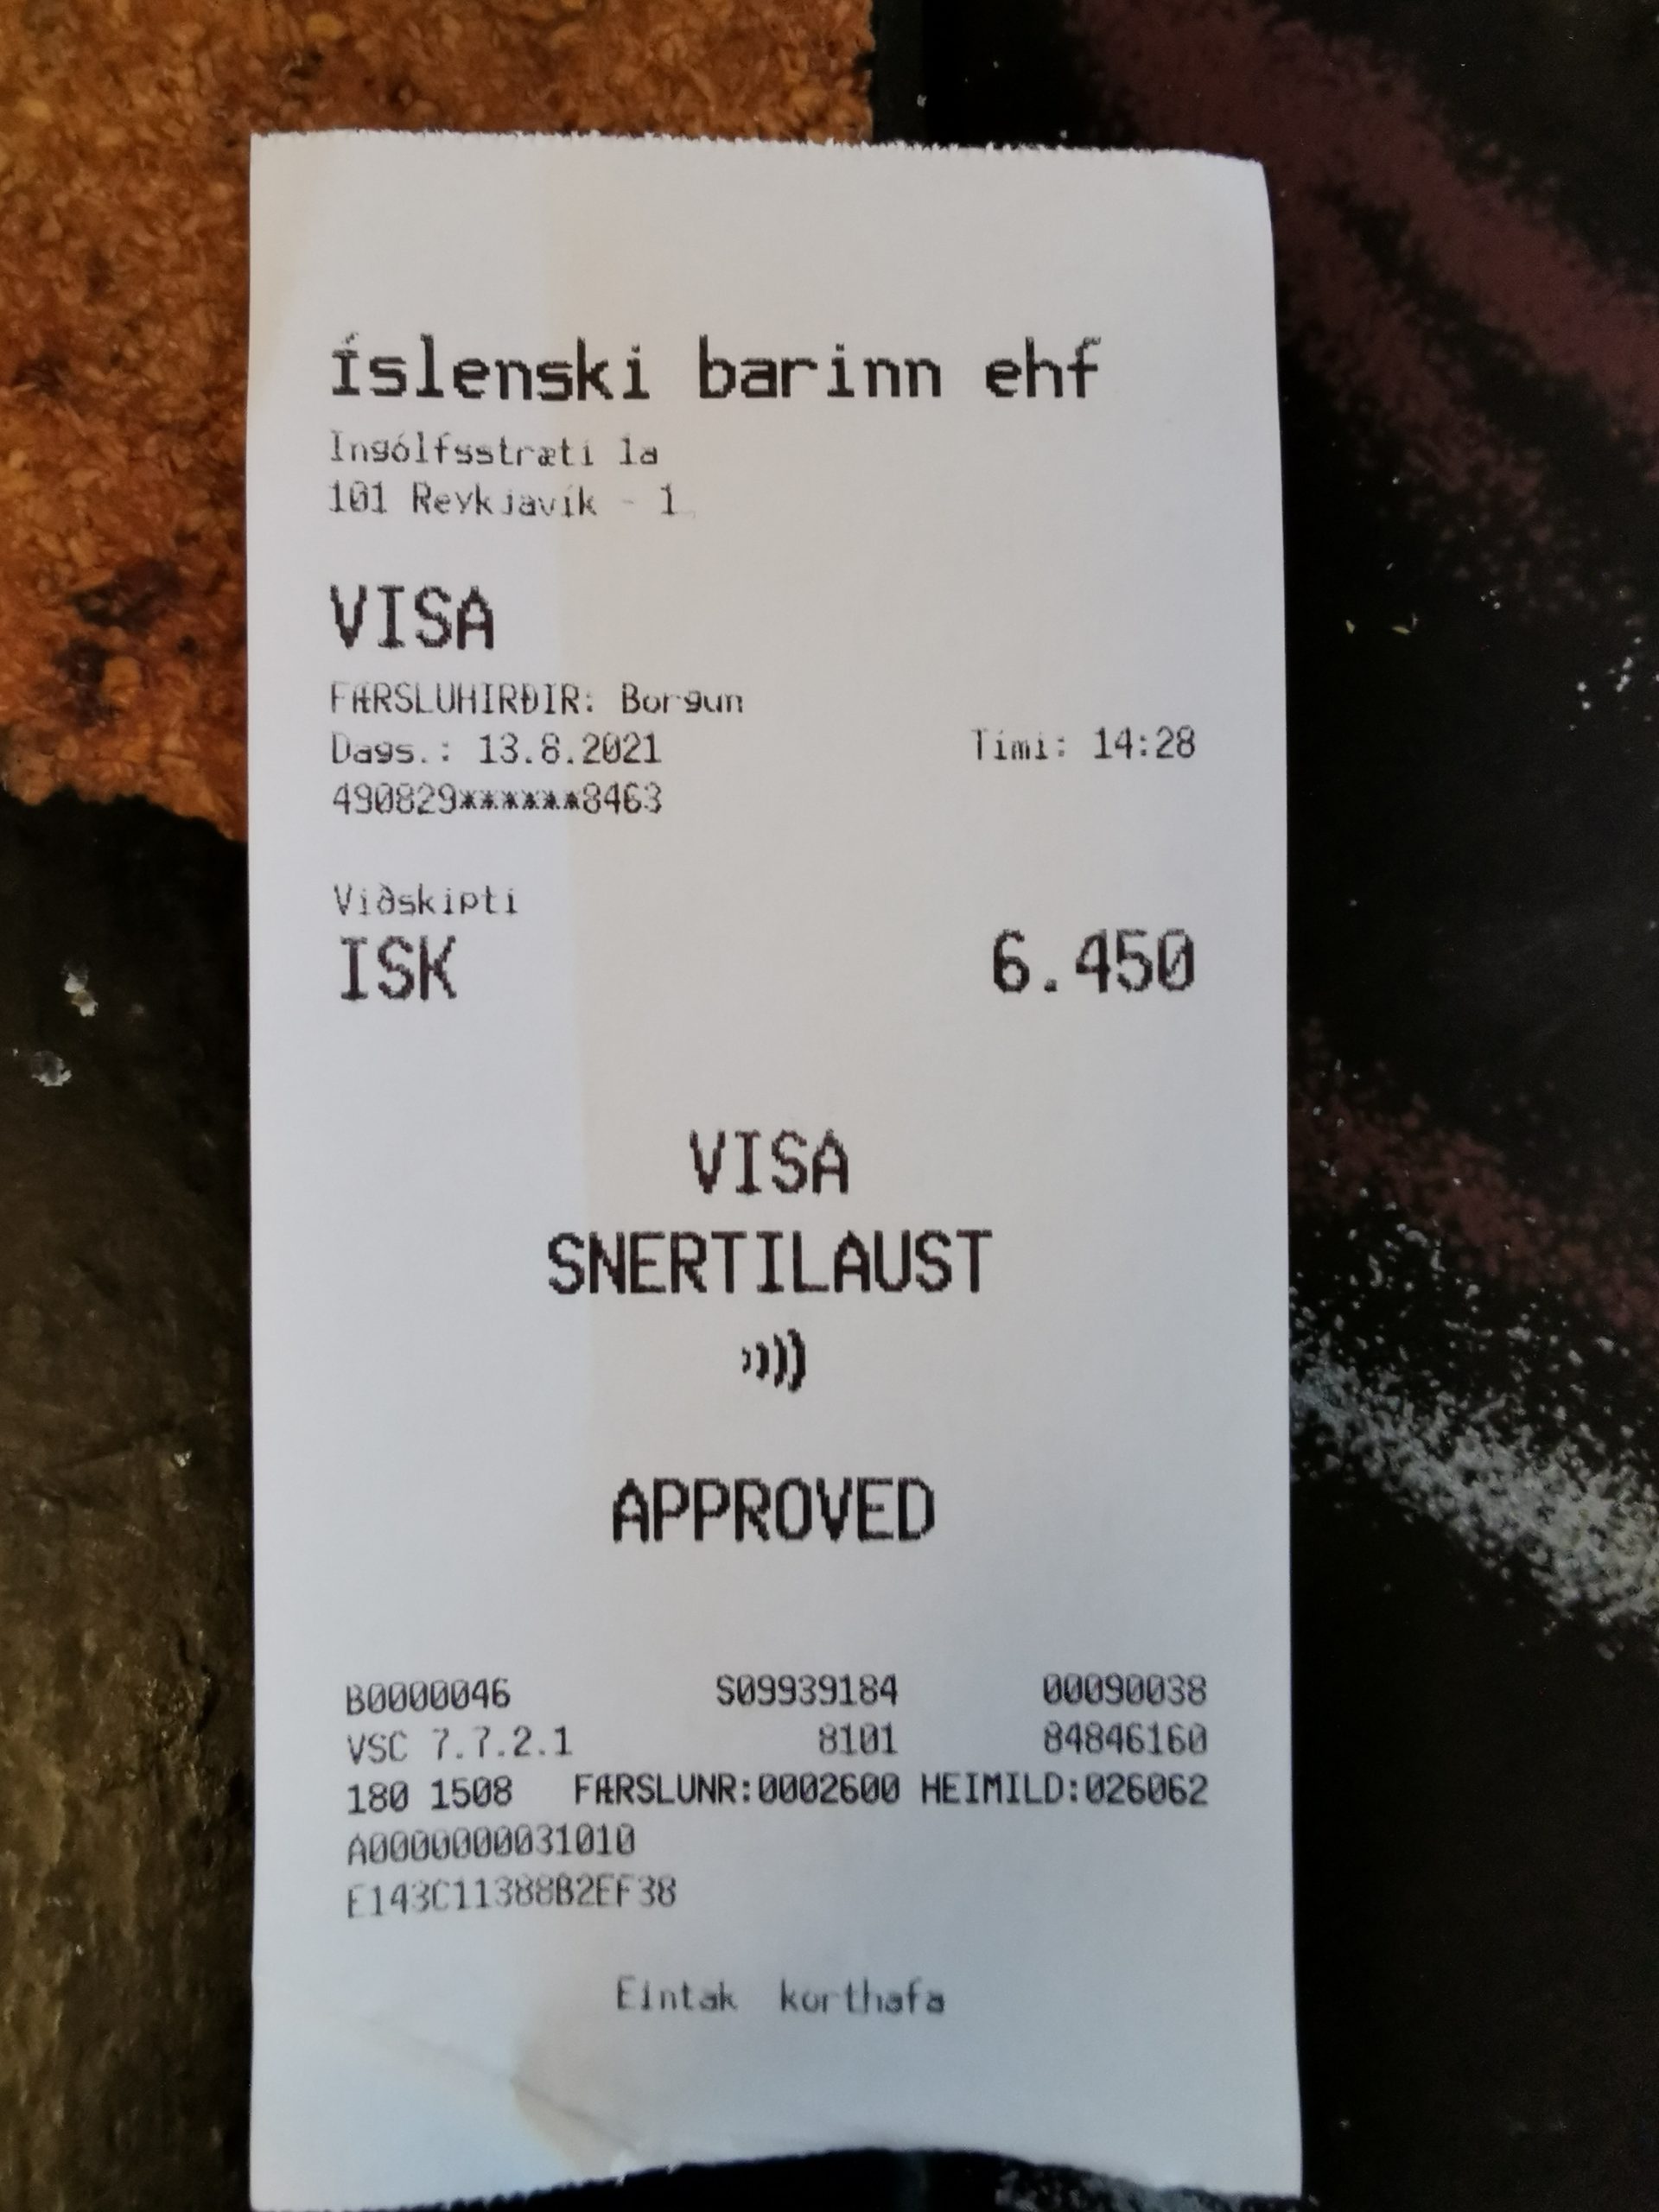 Íslenski barinn ehf
Ingólfsstræti 1a
101 Reykjavík - 1
VISA
FÆRSLUHIRÐIR: Borgun
Dags.: 13.8.2021 Tími: 14:28
490829******8463
Viðskipti
ISK 6.450
VISA
SNERTILAUST
APPROVED
B0000046 S09939184 00090038
VSC 7.7.2.1 8101 84846160
180 1508 FÆRSLUNR:0002600 HEIMILD:026062
A0000000031010
E143C11388B2EF38
Eintak korthafa